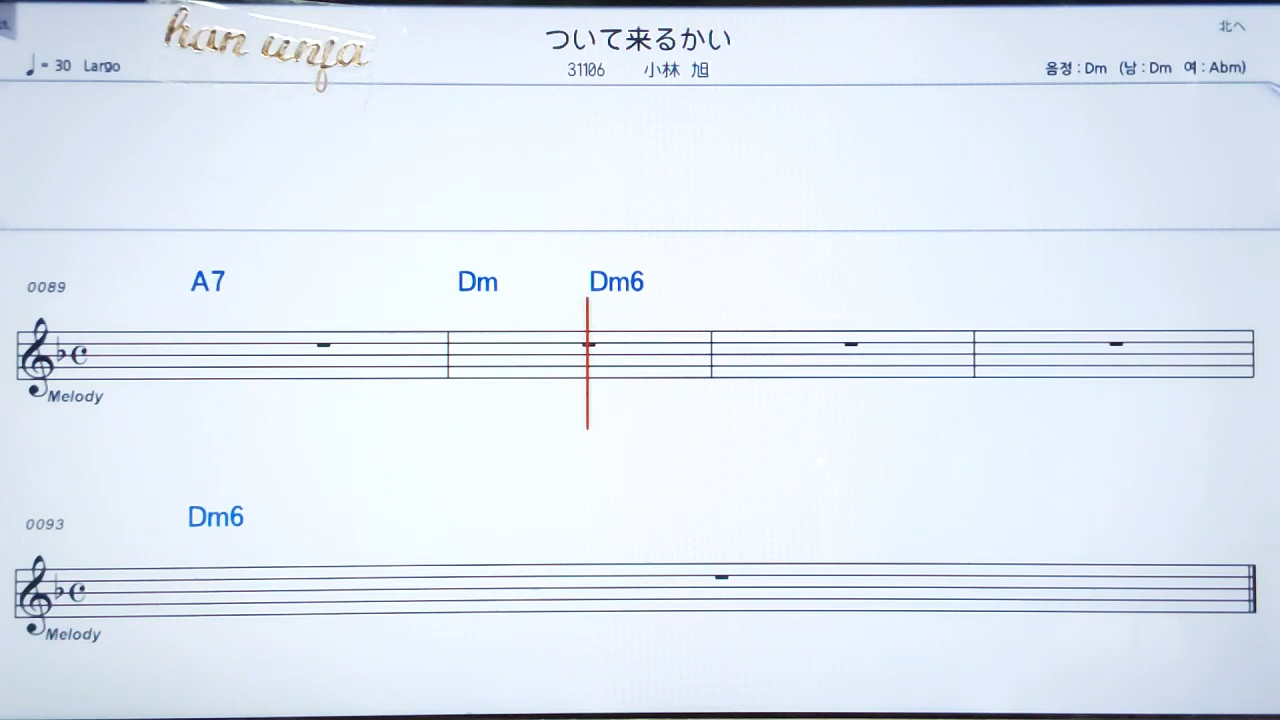 han unja
ついて来るかい
北へ
♩= 30 Largo
31106 小林 旭
음정 : Dm (남 : Dm 여 : Abm)
A7 Dm Dm6
0089
Melody
Dm6
0093
Melody